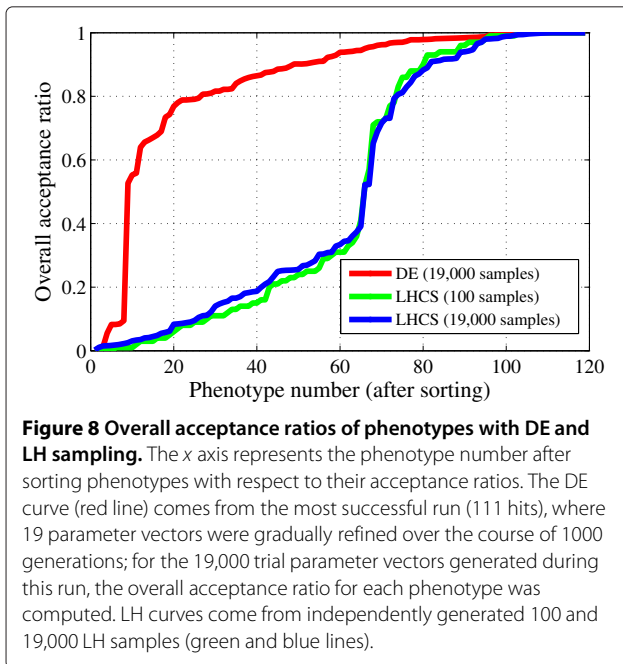 1
0.8
0.6
0.4
0.2
0
Overall acceptance ratio
DE (19,000 samples)
LHCS (100 samples)
LHCS (19,000 samples)
0 20 40 60 80 100 120
Phenotype number (after sorting)
Figure 8 Overall acceptance ratios of phenotypes with DE and
LH sampling. The x axis represents the phenotype number after
sorting phenotypes with respect to their acceptance ratios. The DE
curve (red line) comes from the most successful run (111 hits), where
19 parameter vectors were gradually refined over the course of 1000
generations; for the 19,000 trial parameter vectors generated during
this run, the overall acceptance ratio for each phenotype was
computed. LH curves come from independently generated 100 and
19,000 LH samples (green and blue lines).